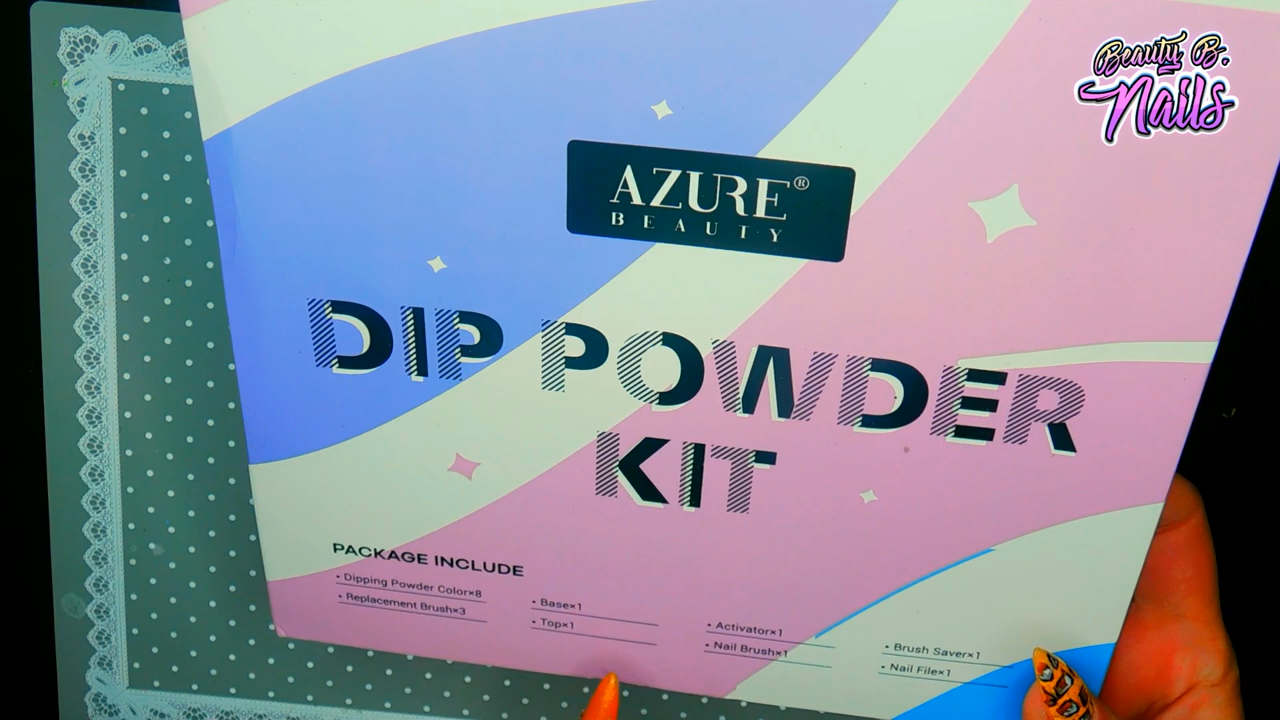 Beauty B.
Nails
AZURE®
BEAUTY
DIP POWDER
KIT
PACKAGE INCLUDE
• Dipping Powder Color×8
• Replacement Brush×3
• Base×1
• Top×1
• Activator×1
• Nail Brush×1
• Brush Saver×1
• Nail File×1